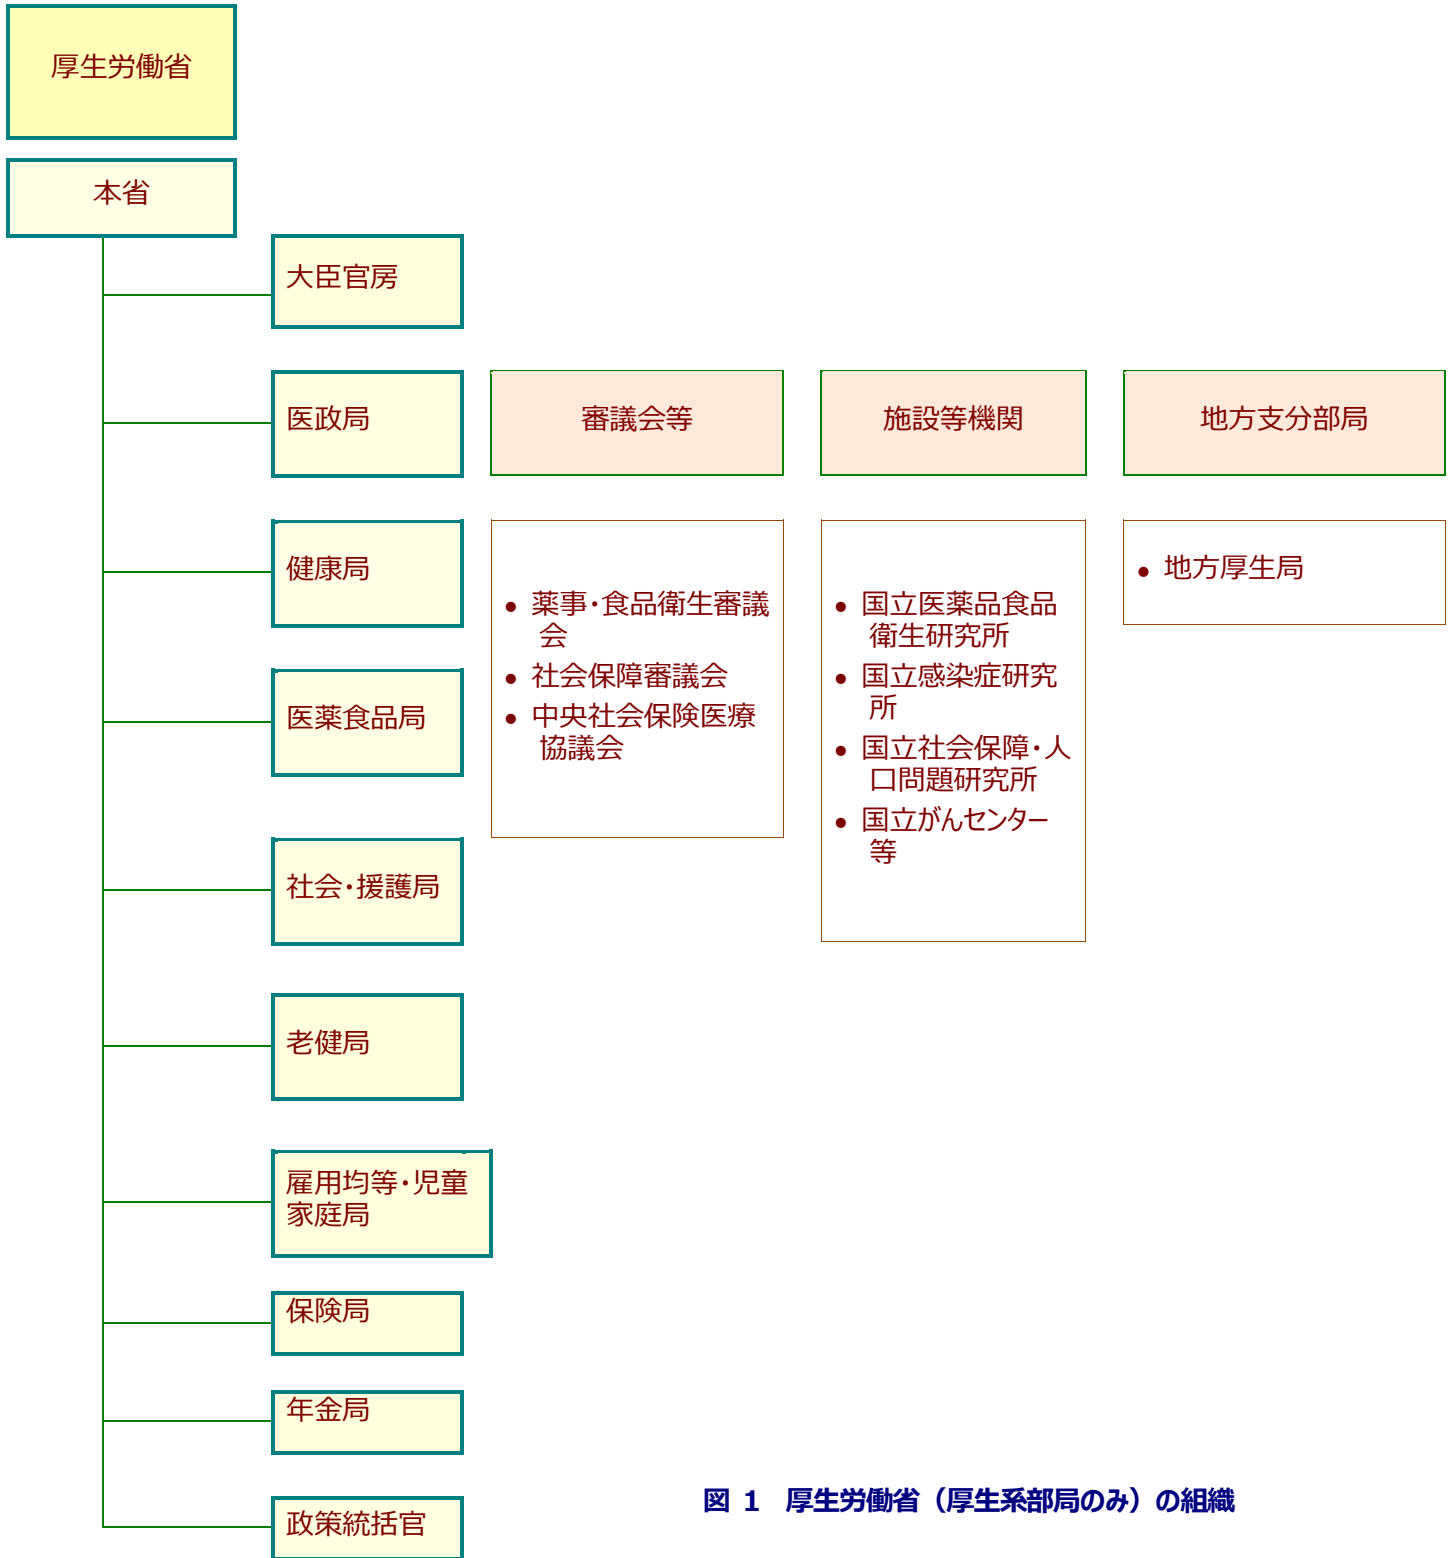 厚生労働省
本省
大臣官房
医政局
審議会等
施設等機関
地方支分部局
健康局
● 薬事・食品衛生審議
会
● 社会保障審議会
● 中央社会保険医療
協議会
● 国立医薬品食品
衛生研究所
● 国立感染症研究
所
● 国立社会保障・人
口問題研究所
● 国立がんセンター
等
● 地方厚生局
医薬食品局
社会・援護局
老健局
雇用均等・児童
家庭局
保険局
年金局
政策統括官
図 1　厚生労働省（厚生系部局のみ）の組織